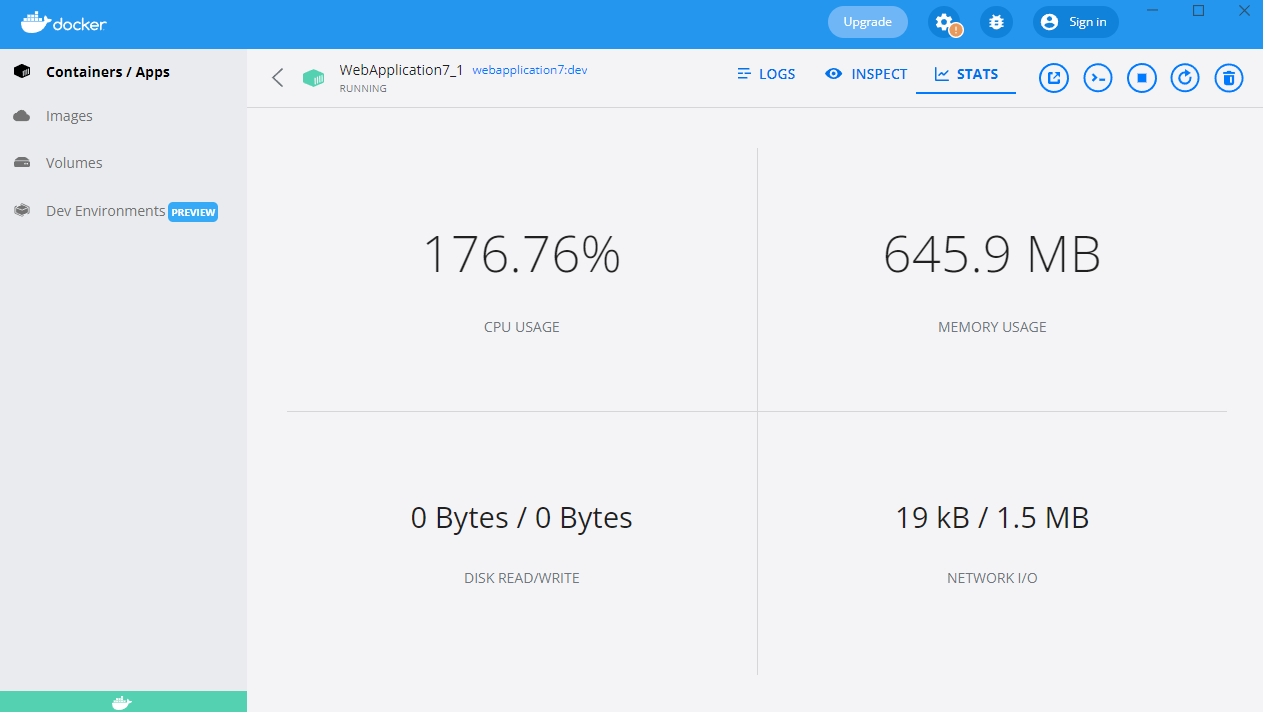 docker
Upgrade
Sign in
Containers / Apps
Images
Volumes
Dev Environments PREVIEW
WebApplication7_1 webapplication7:dev
RUNNING
LOGS
INSPECT
STATS
176.76%
CPU USAGE
645.9 MB
MEMORY USAGE
0 Bytes / 0 Bytes
DISK READ/WRITE
19 kB / 1.5 MB
NETWORK I/O